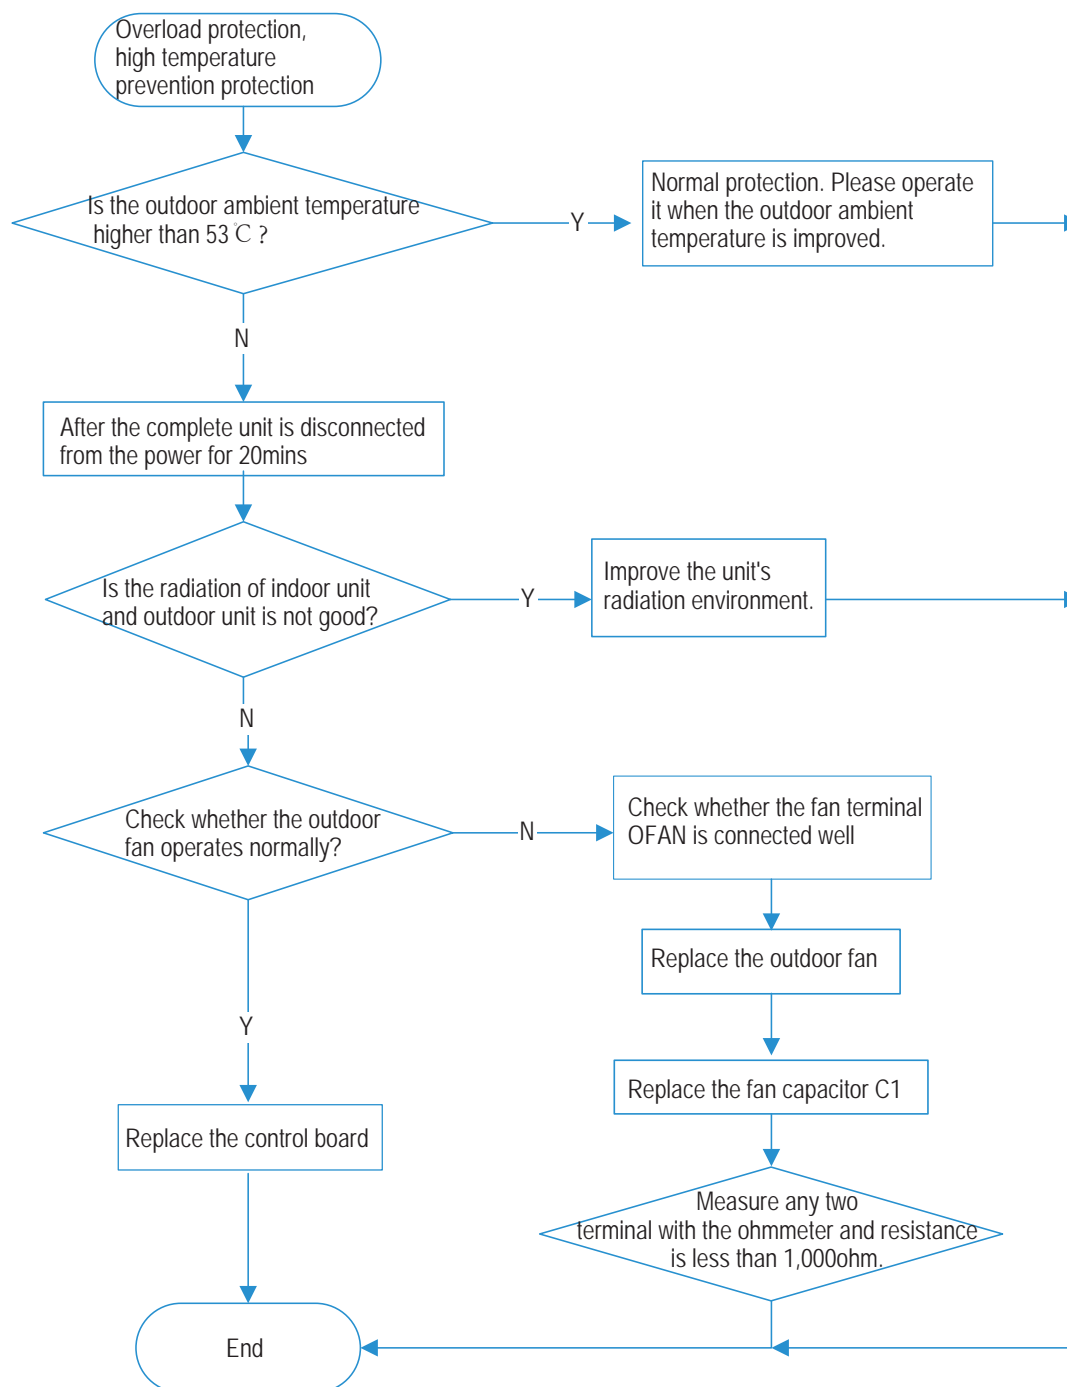 Overload protection,
high temperature
prevention protection
Is the outdoor ambient temperature
higher than 53℃ ?
Y
Normal protection. Please operate
it when the outdoor ambient
temperature is improved.
N
After the complete unit is disconnected
from the power for 20mins
Is the radiation of indoor unit
and outdoor unit is not good?
Y
Improve the unit's
radiation environment.
N
Check whether the outdoor
fan operates normally?
N
Check whether the fan terminal
OFAN is connected well
Replace the outdoor fan
Y
Replace the fan capacitor C1
Replace the control board
Measure any two
terminal with the ohmmeter and resistance
is less than 1,000ohm.
End